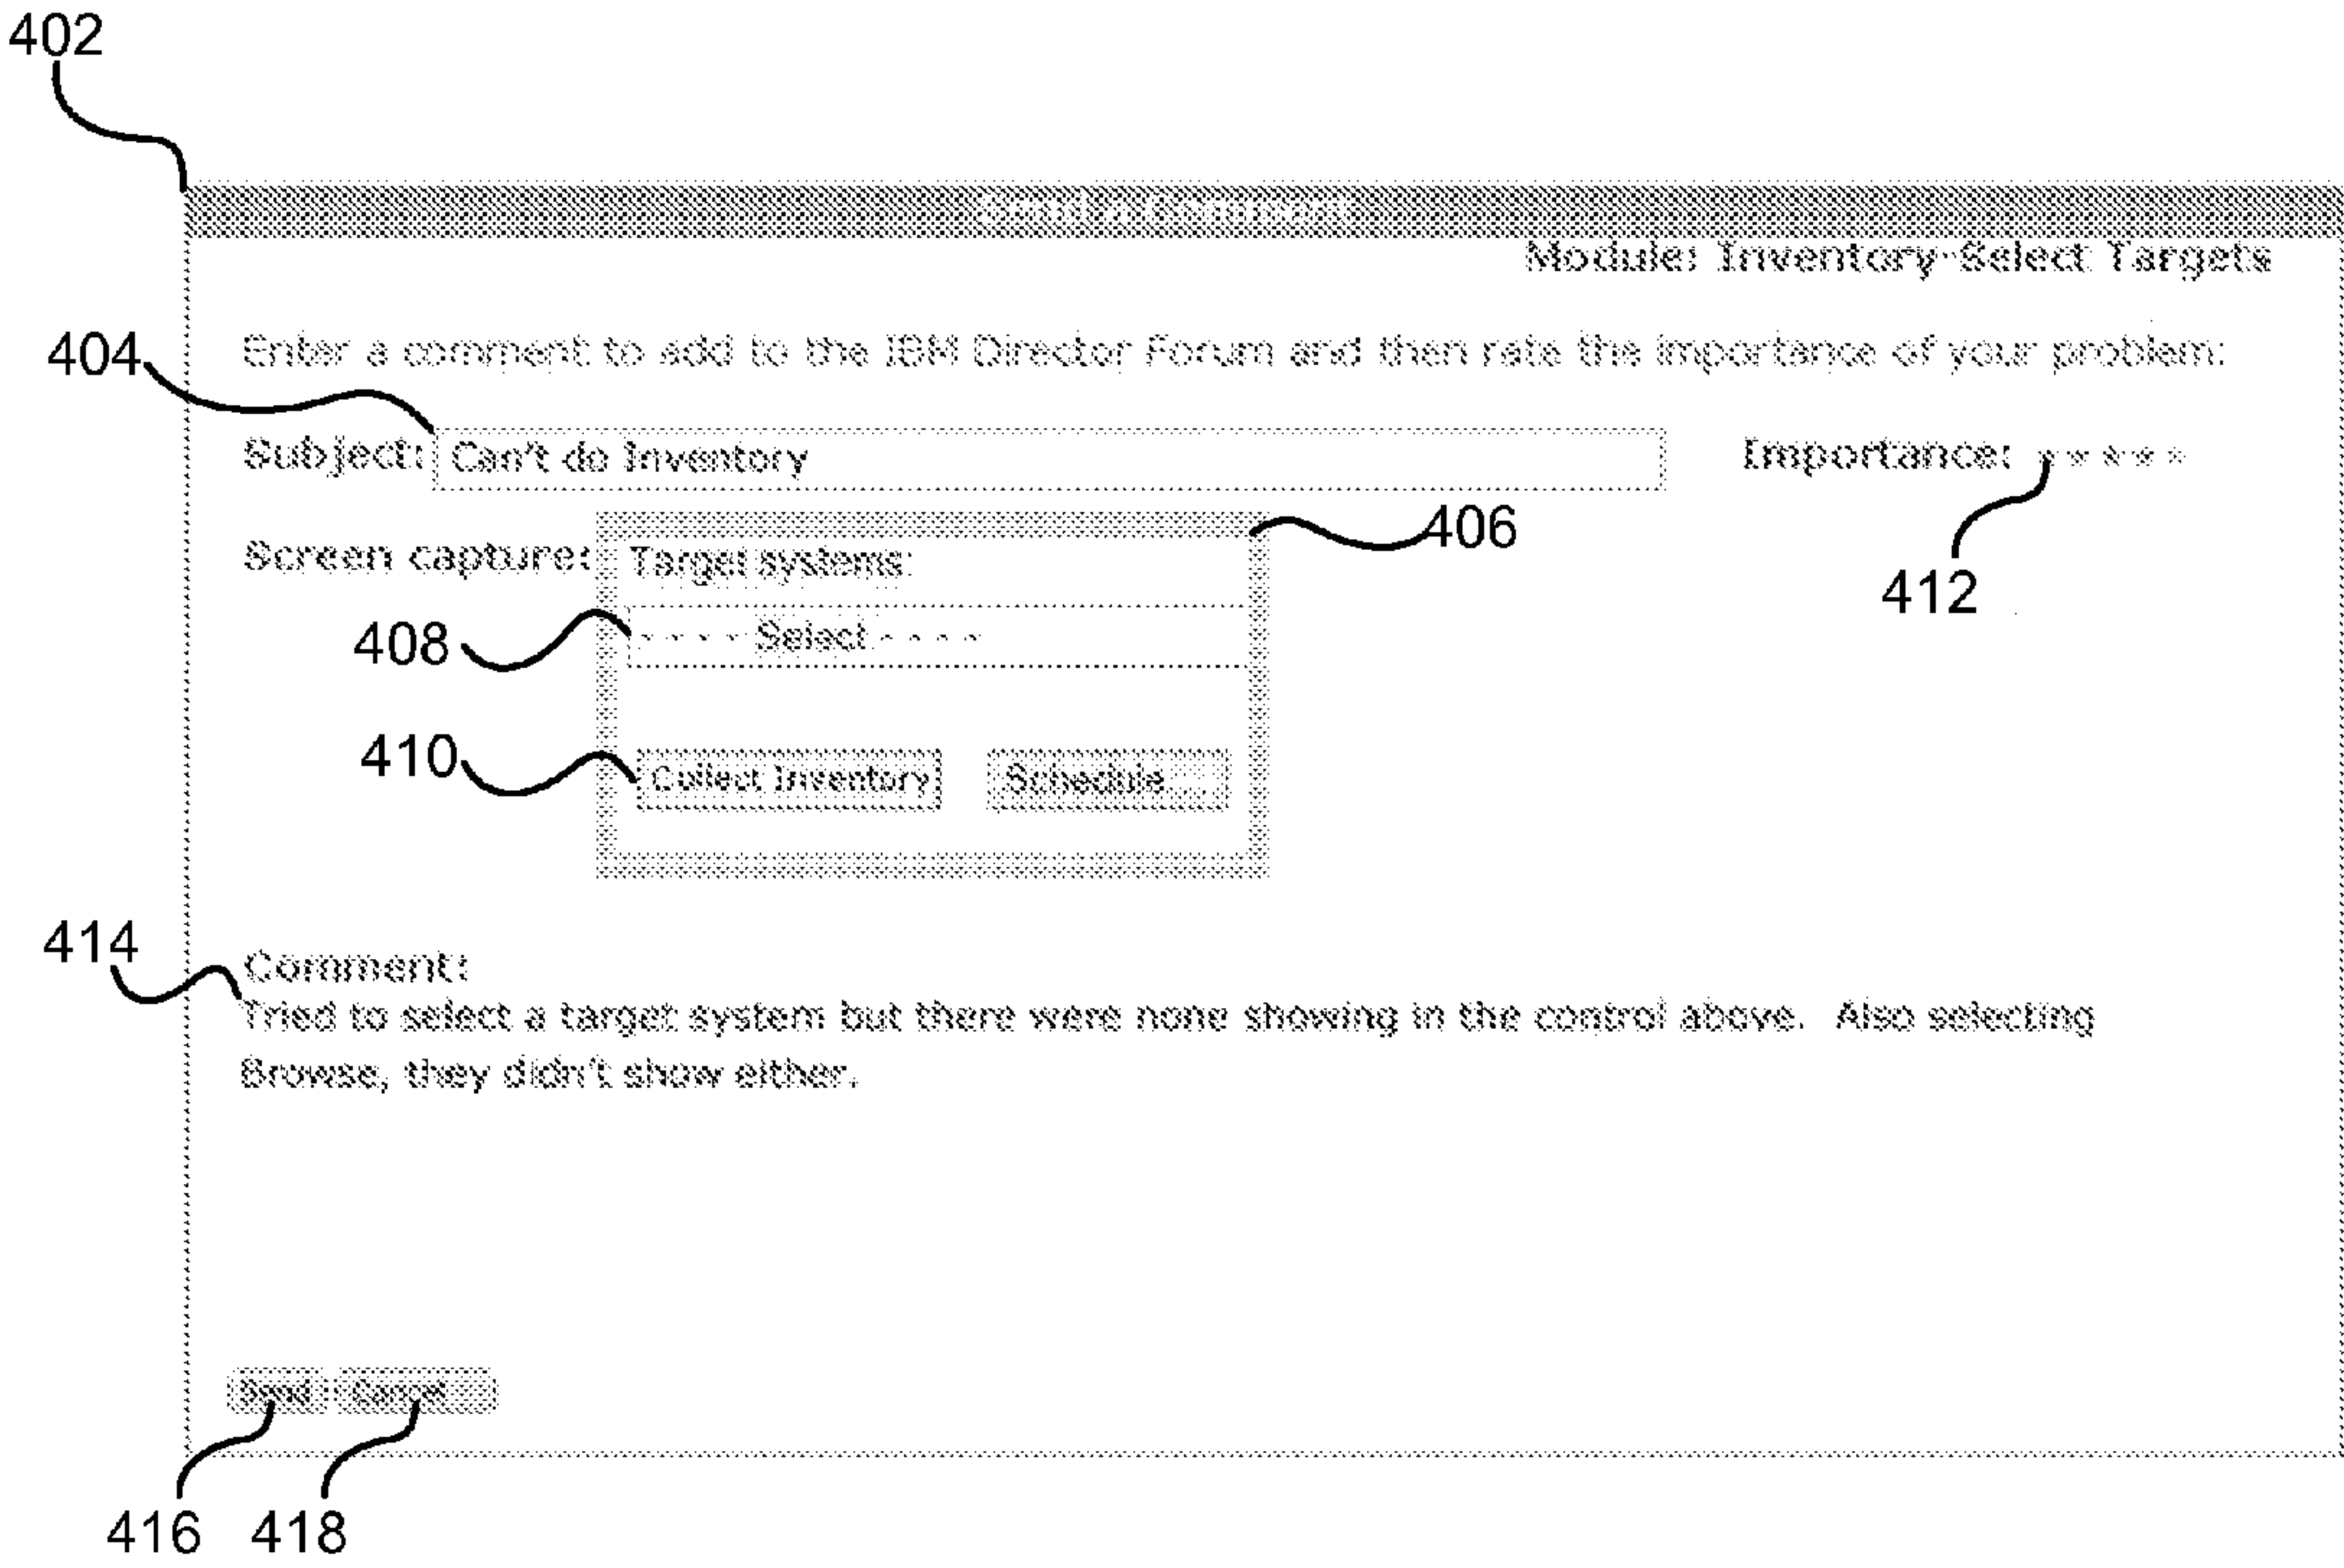 402
Send a Comment
Module: Inventory-Select Targets
404
Enter a comment to add to the IBM Director Forum and then rate the importance of your problem:
Subject: Can't do Inventory
Importance: *****
412
Screen capture:
406
Target systems:
408
- - - - Select - - - -
410
Collect Inventory
Schedule...
414
Comment:
Tried to select a target system but there were none showing in the control above. Also selecting
Browse, they didn't show either.
Send Cancel
416 418